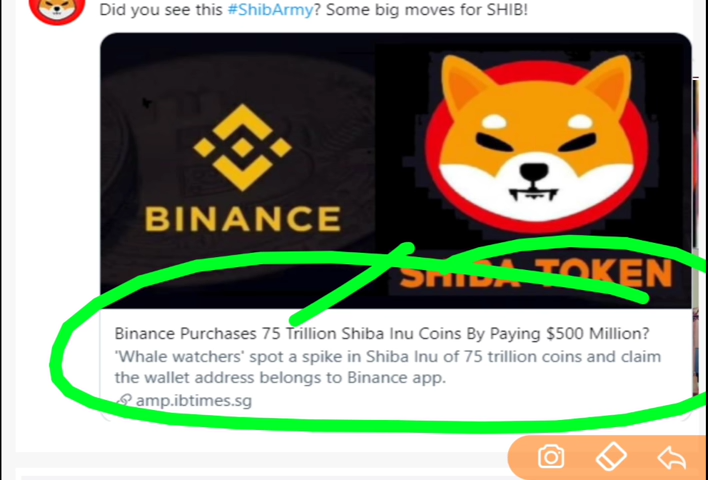 Did you see this #ShibArmy? Some big moves for SHIB!
BINANCE
SHIBA TOKEN
Binance Purchases 75 Trillion Shiba Inu Coins By Paying $500 Million?
'Whale watchers' spot a spike in Shiba Inu of 75 trillion coins and claim
the wallet address belongs to Binance app.
amp.ibtimes.sg